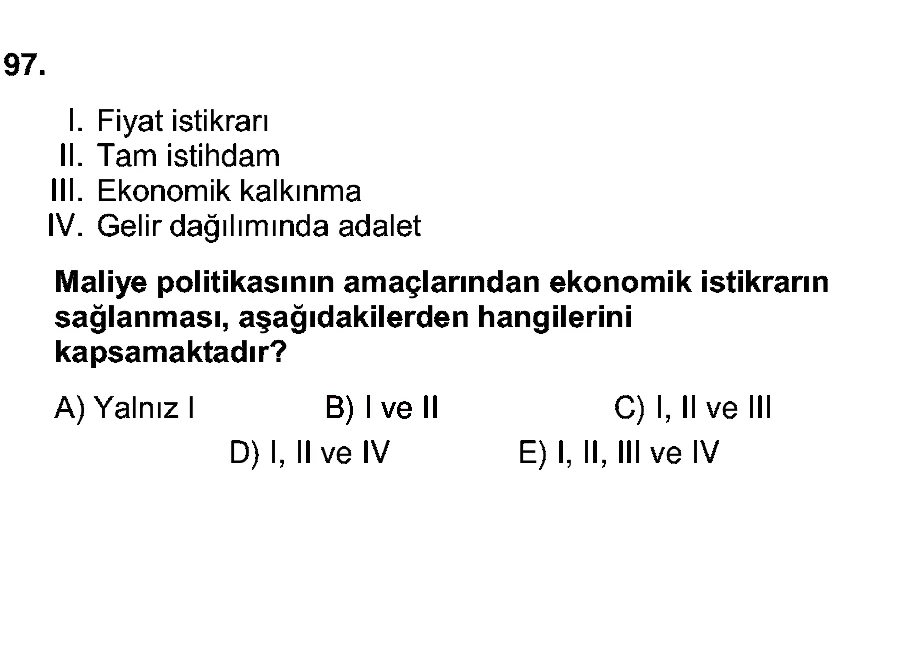 97.
I. Fiyat istikrarı
II. Tam istihdam
III. Ekonomik kalkınma
IV. Gelir dağılımında adalet
Maliye politikasının amaçlarından ekonomik istikrarın
sağlanması, aşağıdakilerden hangilerini
kapsamaktadır?
A) Yalnız I B) I ve II C) I, II ve III
D) I, II ve IV E) I, II, III ve IV